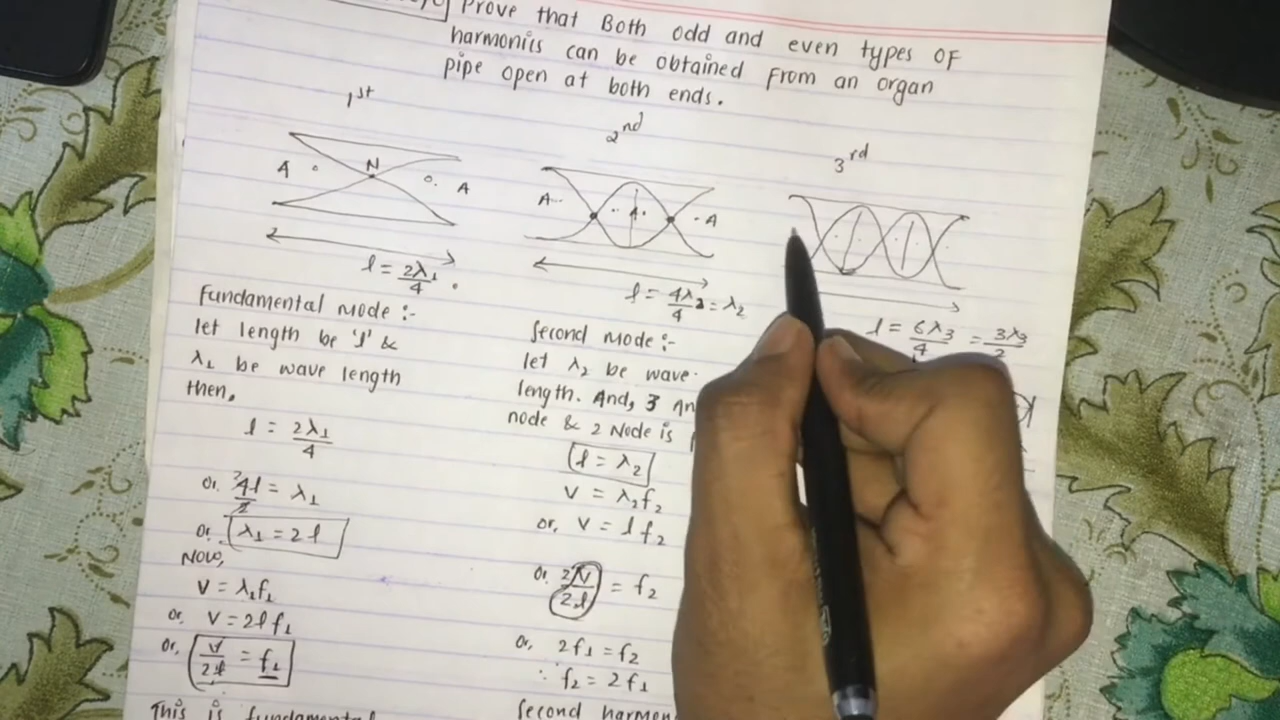 Prove that Both odd and even types of
harmonics can be obtained from an organ
pipe open at both ends.
1st
A N A
l = 2λ1/4 .
Fundamental mode :-
let length be 'l' &
λ1 be wave length
then,
l = 2λ1/4
or, 4l/2 = λ1
or, λ1 = 2l
Now,
V = λ1f1
or, V = 2l f1
or, V/2l = f1
This is fundamental
2nd
A A A
l = 4λ2/4 = λ2
Second mode :-
let λ2 be wave
length. And, 3 An
node & 2 Node is
l = λ2
V = λ2f2
or, V = l f2
or, 2V/2l = f2
or, 2f1 = f2
∴ f2 = 2f1
Second harmon
3rd
l = 6λ3/4 = 3λ3/2